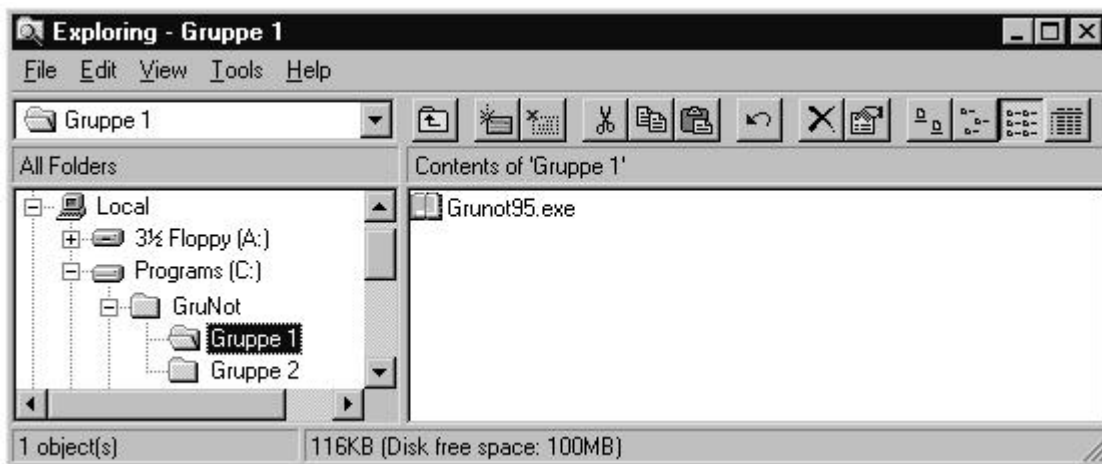 Exploring - Gruppe 1
File Edit View Tools Help
Gruppe 1
All Folders
Contents of 'Gruppe 1'
Local
3½ Floppy (A:)
Programs (C:)
GruNot
Gruppe 1
Gruppe 2
Grunot95.exe
1 object(s)
116KB (Disk free space: 100MB)